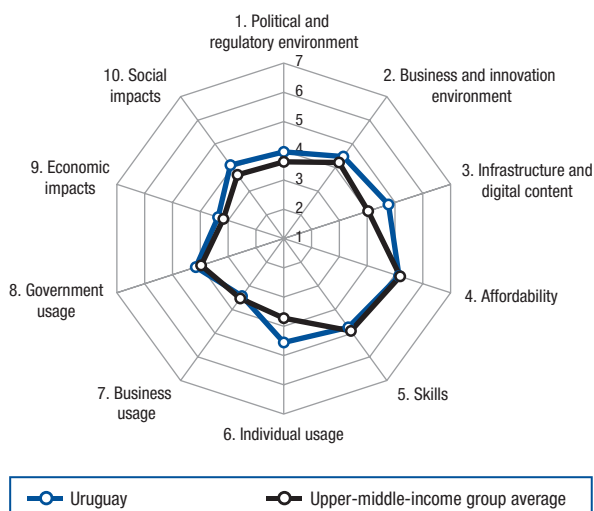 1. Political and
regulatory environment
10. Social
impacts
2. Business and innovation
environment
9. Economic
impacts
3. Infrastructure and
digital content
8. Government
usage
4. Affordability
7. Business
usage
5. Skills
6. Individual usage
7
6
5
4
3
2
1
Uruguay
Upper-middle-income group average